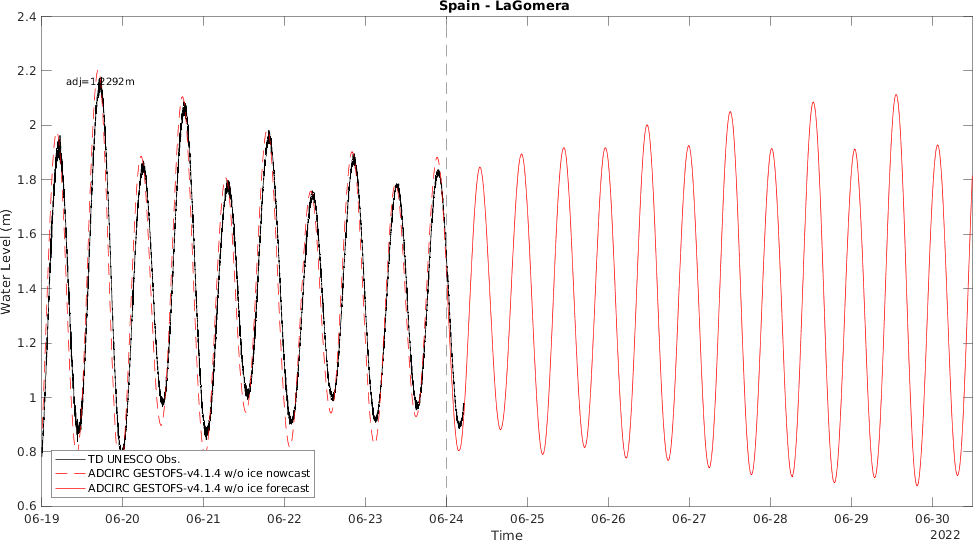 Spain - LaGomera
2.4
2.2
adj=1.2292m
2
1.8
1.6
Water Level (m)
1.4
1.2
1
0.8
0.6
TD UNESCO Obs.
ADCIRC GESTOFS-v4.1.4 w/o ice nowcast
ADCIRC GESTOFS-v4.1.4 w/o ice forecast
06-19 06-20 06-21 06-22 06-23 06-24 06-25 06-26 06-27 06-28 06-29 06-30
2022
Time